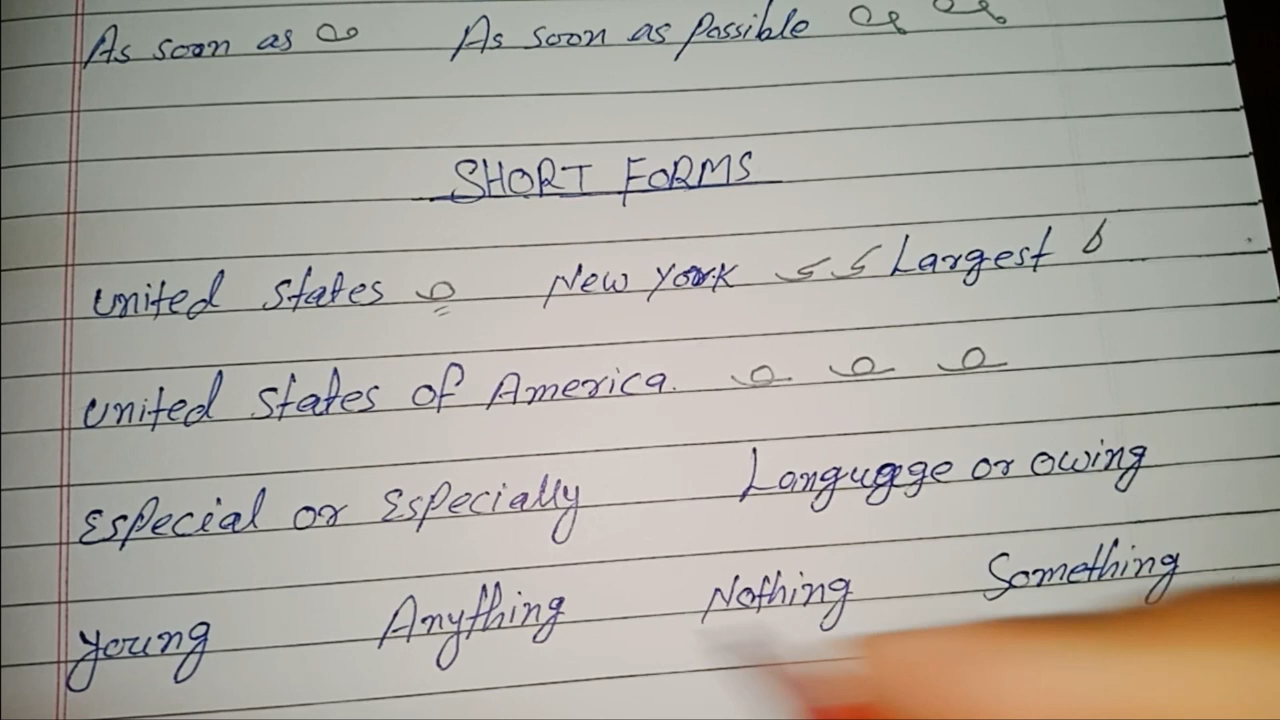 As soon as As soon as possible
SHORT FORMS
United States New York Largest
United States of America.
Especial or Especially Langugge or owing
Young Anything Nothing Something